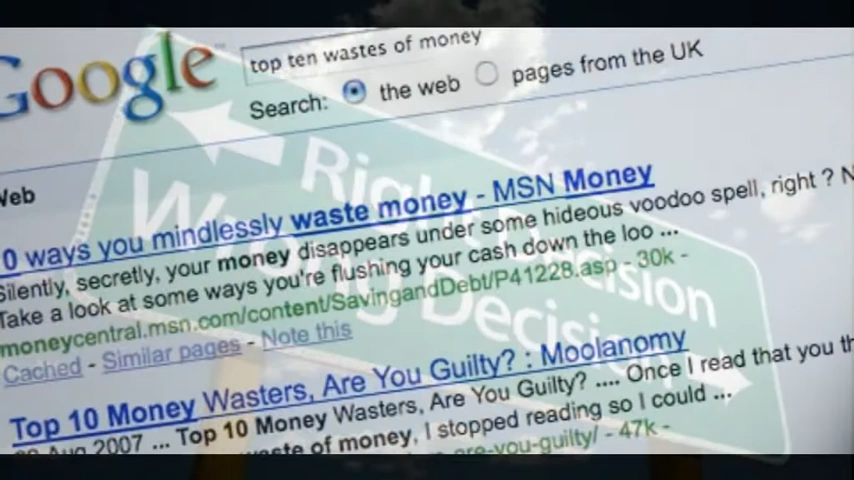 Google
top ten wastes of money
Search: the web pages from the UK
Web
0 ways you mindlessly waste money - MSN Money
Silently, secretly, your money disappears under some hideous voodoo spell, right ? N
Take a look at some ways you're flushing your cash down the loo ...
moneycentral.msn.com/content/SavingandDebt/P41228.asp - 30k -
Cached - Similar pages - Note this
Top 10 Money Wasters, Are You Guilty? : Moolanomy
Aug 2007 ... Top 10 Money Wasters, Are You Guilty? .... Once I read that you th
waste of money, I stopped reading so I could ...
are-you-guilty/ - 47k -
Right Decision
Wrong Decision